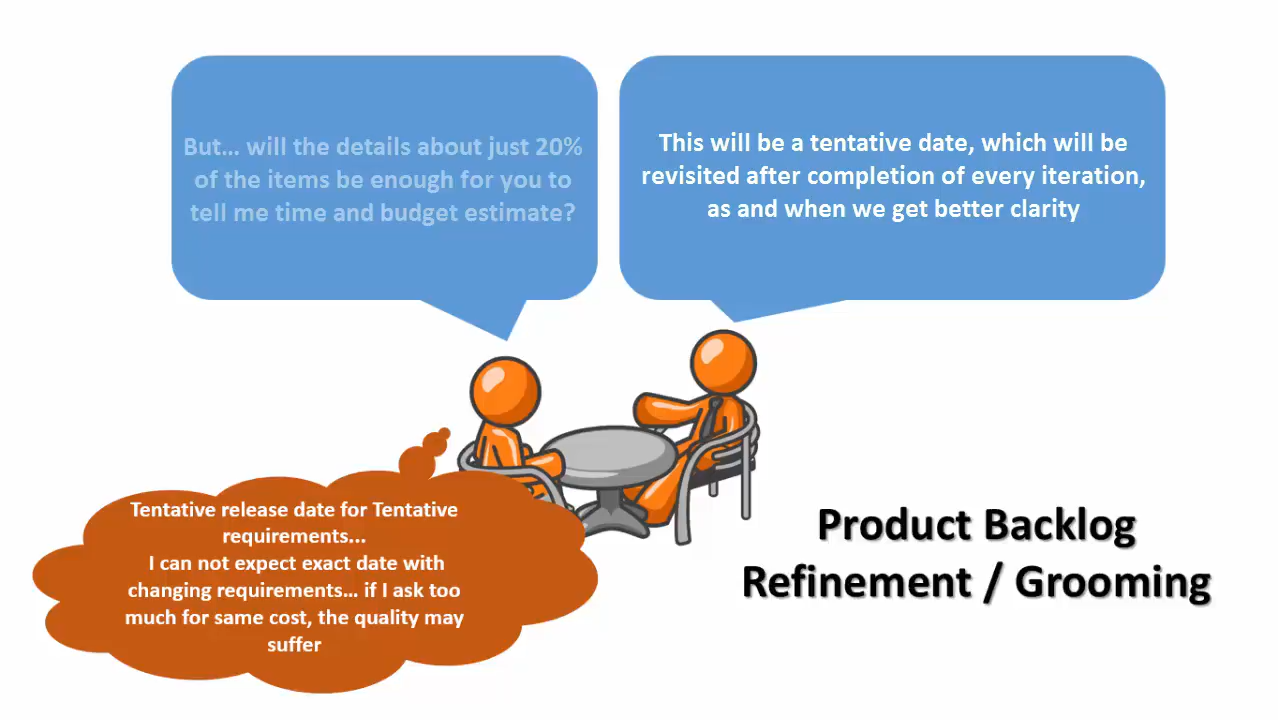 But... will the details about just 20%
of the items be enough for you to
tell me time and budget estimate?
This will be a tentative date, which will be
revisited after completion of every iteration,
as and when we get better clarity
Tentative release date for Tentative
requirements...
I can not expect exact date with
changing requirements... if I ask too
much for same cost, the quality may
suffer
Product Backlog
Refinement / Grooming